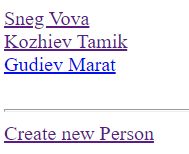 Sneg Vova
Kozhiev Tamik
Gudiev Marat
Create new Person